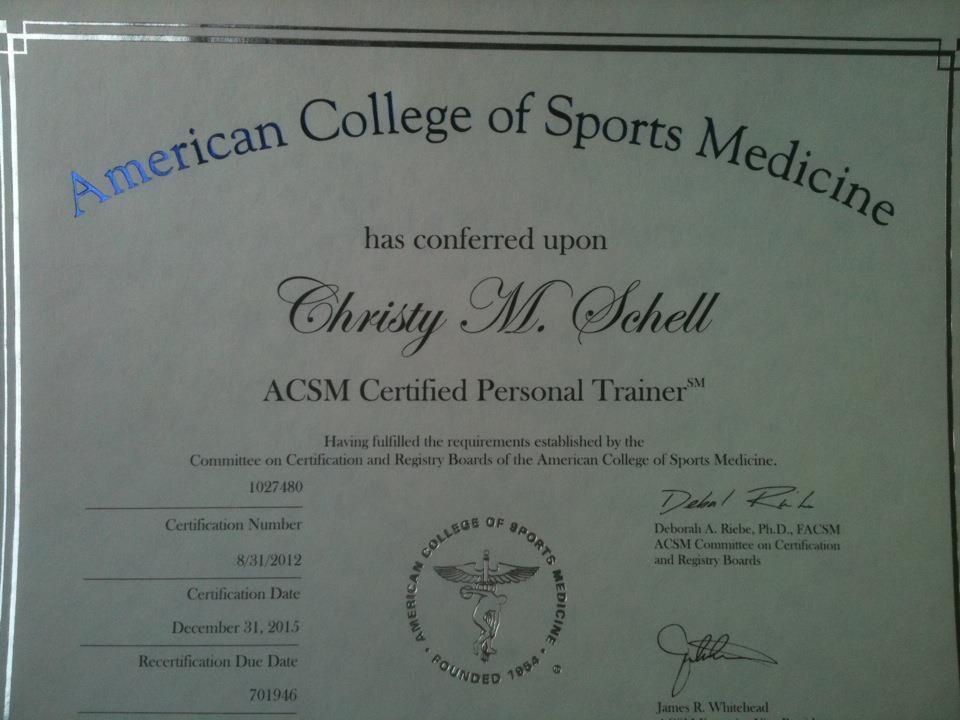 American College of Sports Medicine
has conferred upon
Christy M. Schell
ACSM Certified Personal Trainer℠
Having fulfilled the requirements established by the
Committee on Certification and Registry Boards of the American College of Sports Medicine.
1027480
Certification Number
8/31/2012
Certification Date
December 31, 2015
Recertification Due Date
701946
AMERICAN COLLEGE OF SPORTS MEDICINE ®
• FOUNDED 1954 •
Deborah A. Riebe, Ph.D., FACSM
ACSM Committee on Certification
and Registry Boards
James R. Whitehead